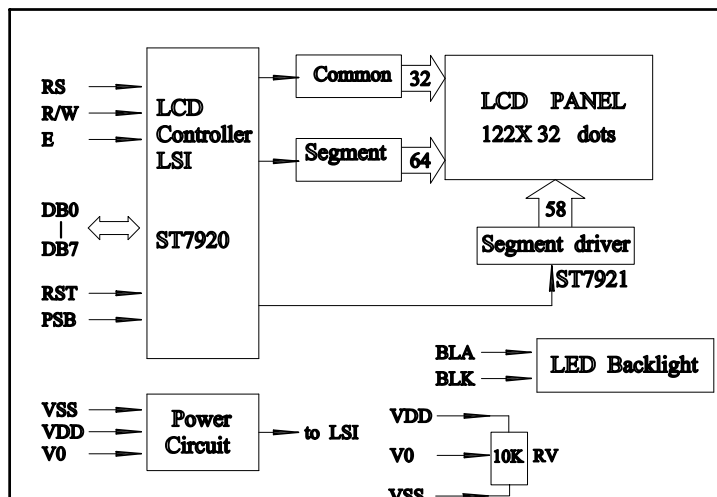 RS
R/W
E
DB0
DB7
RST
PSB
LCD
Controller
LSI
ST7920
Common
32
Segment
64
LCD PANEL
122X 32 dots
58
Segment driver
ST7921
BLA
BLK
LED Backlight
VSS
VDD
V0
Power
Circuit
to LSI
VDD
V0
VSS
10K
RV